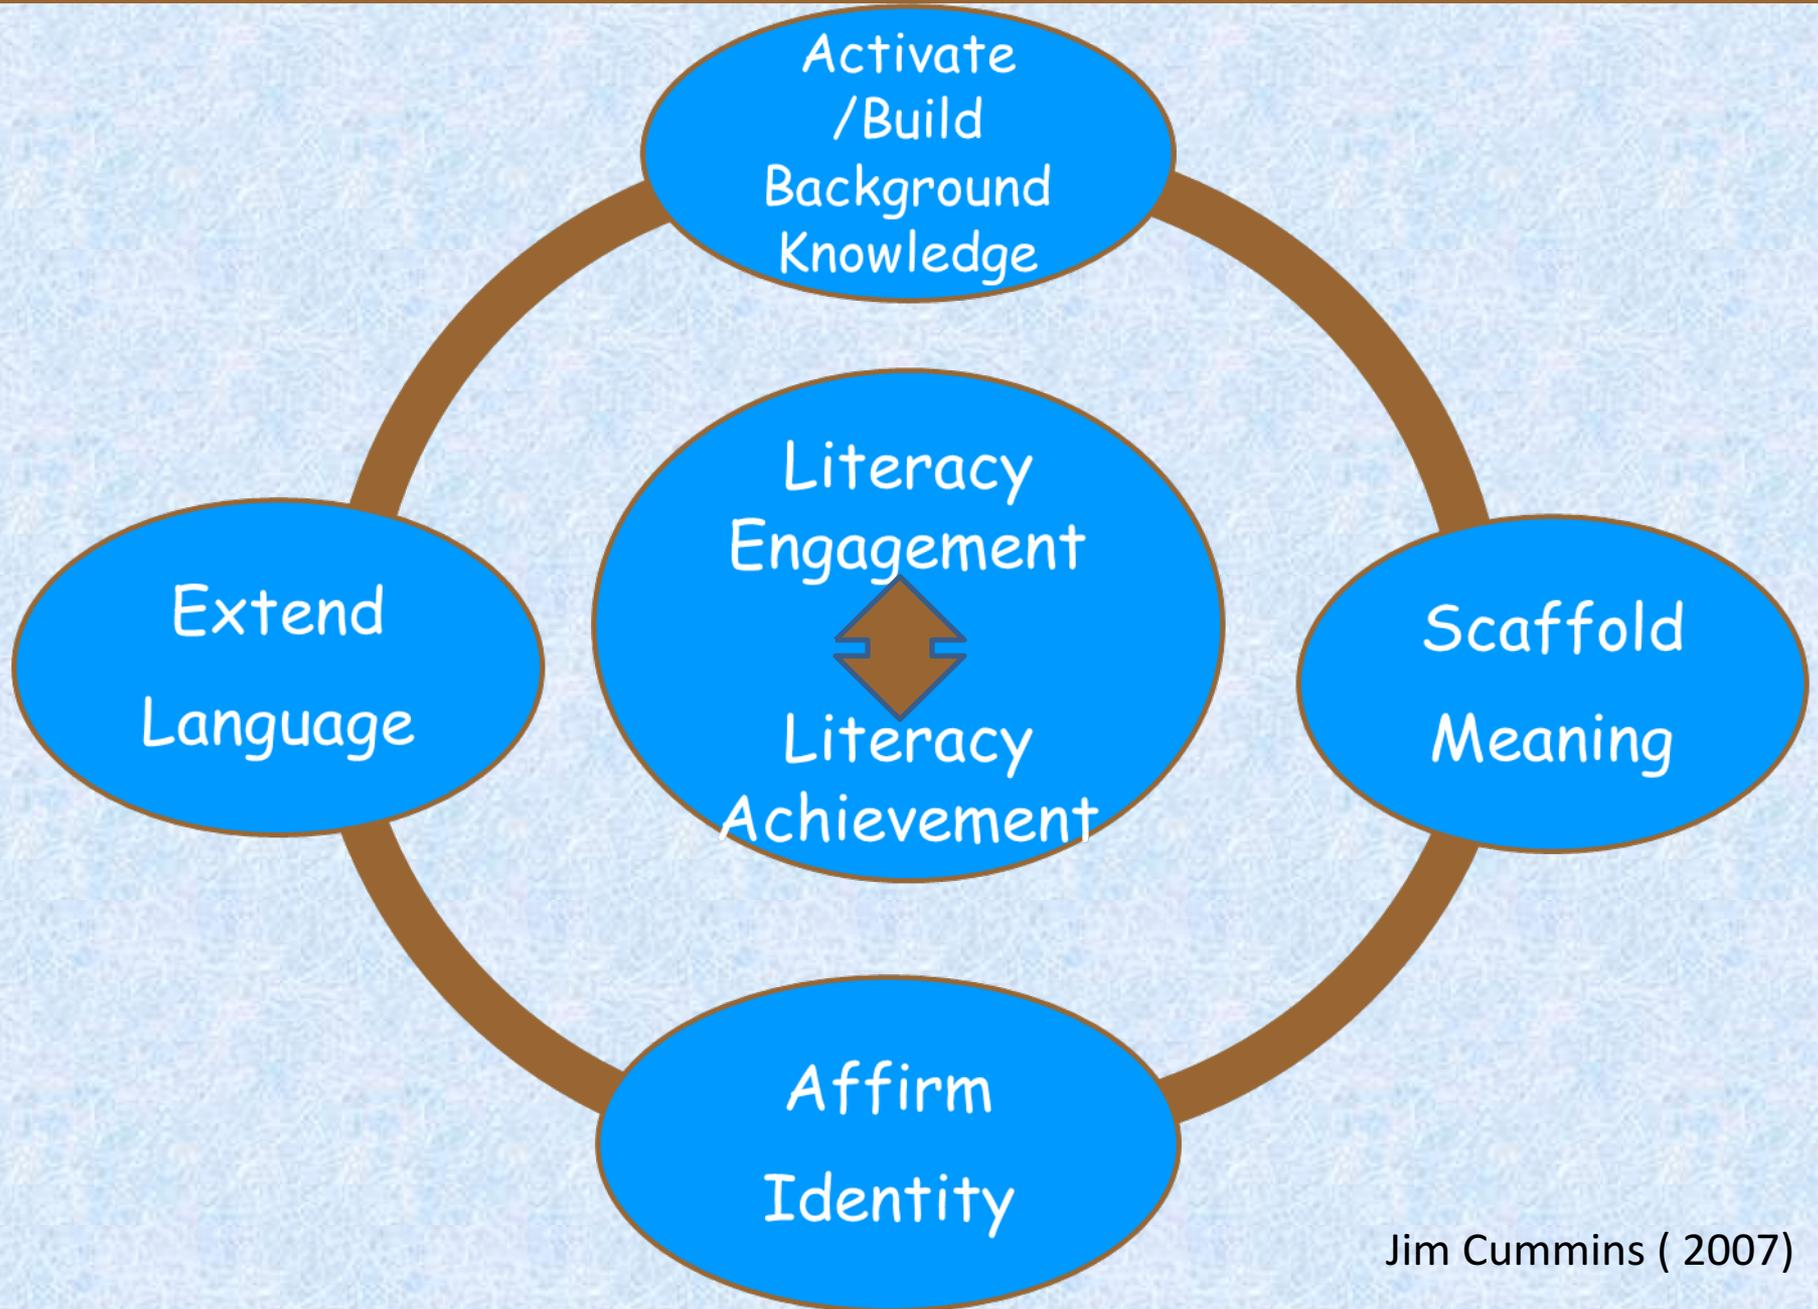 Activate
/Build
Background
Knowledge
Literacy
Engagement
Literacy
Achievement
Extend
Language
Scaffold
Meaning
Affirm
Identity
Jim Cummins ( 2007)